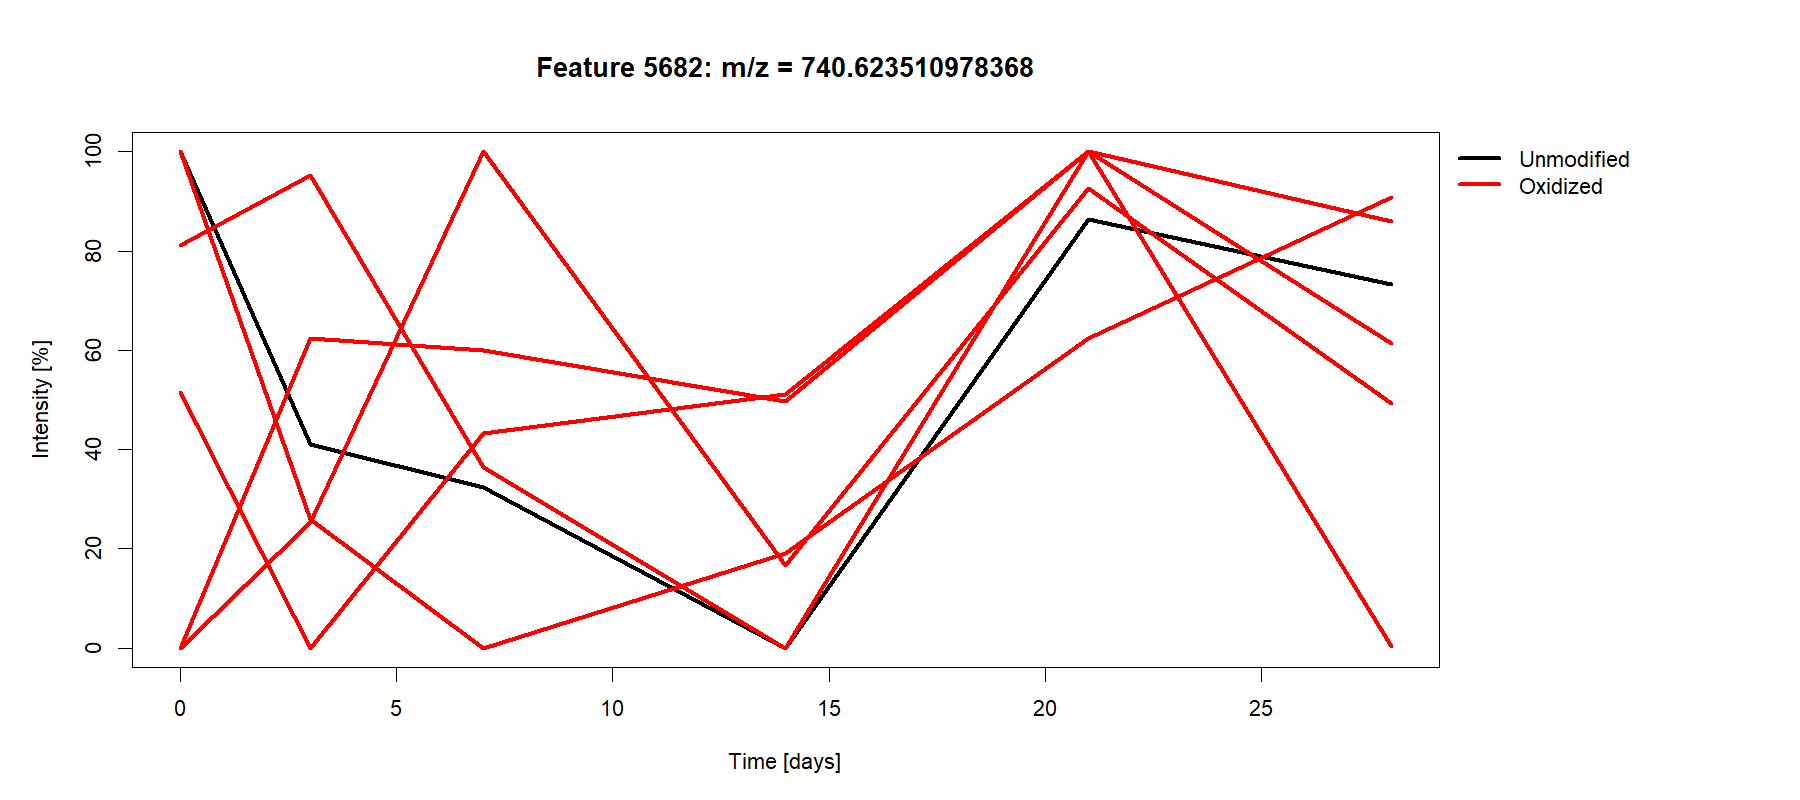 Feature 5682: m/z = 740.623510978368
Unmodified
Oxidized
Intensity [%]
100
80
60
40
20
0
0 5 10 15 20 25
Time [days]